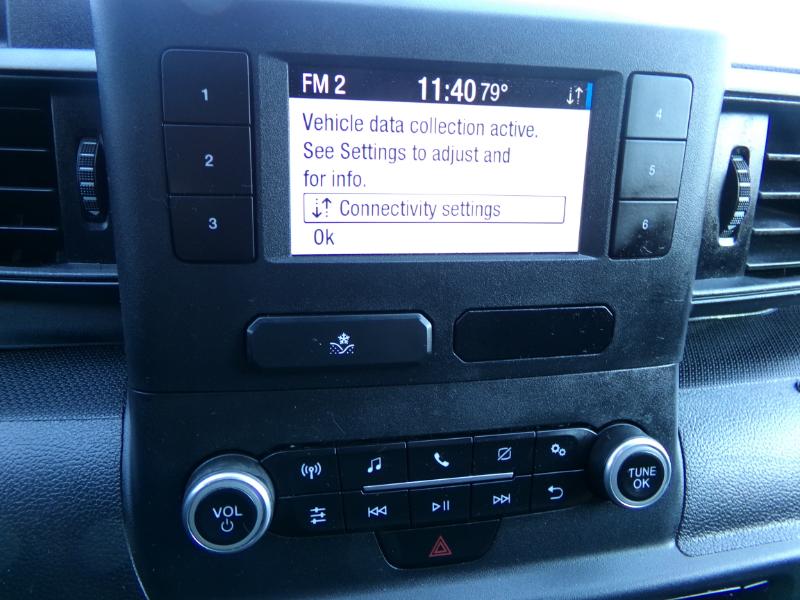 FM 2 11:40 79°
Vehicle data collection active.
See Settings to adjust and
for info.
Connectivity settings
Ok
1
2
3
4
5
6
VOL
TUNE
OK